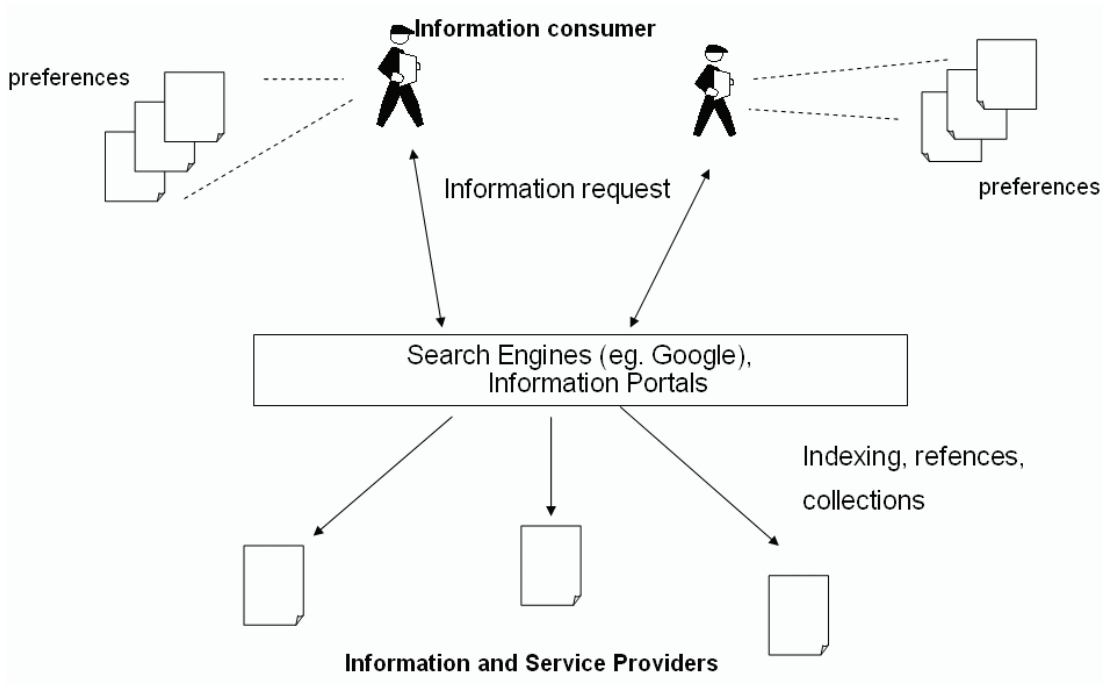 Information consumer
preferences
Information request
preferences
Search Engines (eg. Google),
Information Portals
Indexing, refences,
collections
Information and Service Providers